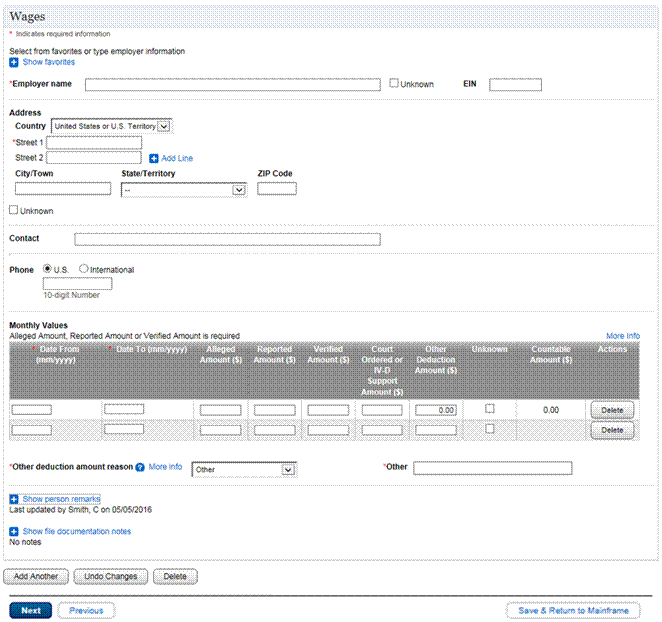 Wages
* Indicates required information
Select from favorites or type employer information
Show favorites
*Employer name Unknown EIN
Address
Country United States or U.S. Territory
*Street 1
Street 2 Add Line
City/Town State/Territory ZIP Code
--
Unknown
Contact
Phone U.S. International
10-digit Number
Monthly Values
Alleged Amount, Reported Amount or Verified Amount is required More Info
* Date From (mm/yyyy) * Date To (mm/yyyy) Alleged Amount ($) Reported Amount ($) Verified Amount ($) Court Ordered or IV-D Support Amount ($) Other Deduction Amount ($) Unknown Countable Amount ($) Actions
0.00 0.00 Delete
Delete
*Other deduction amount reason ? More Info Other *Other
Show person remarks
Last updated by Smith, C on 05/05/2016
Show file documentation notes
No notes
Add Another Undo Changes Delete
Next Previous Save & Return to Mainframe